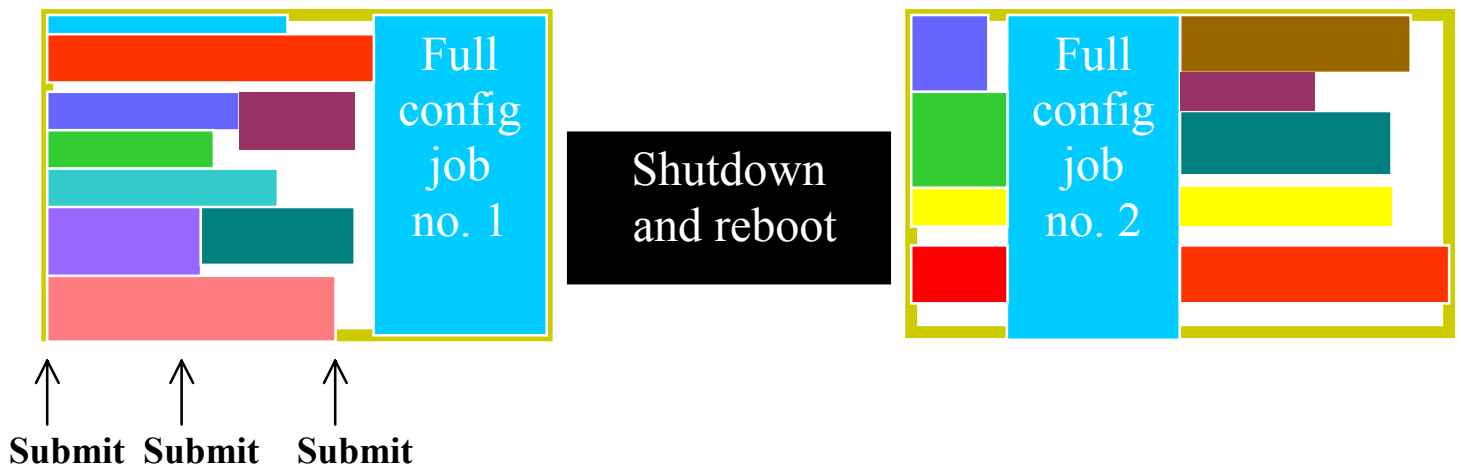 Full
config
job
no. 1
Shutdown
and reboot
Full
config
job
no. 2
Submit Submit Submit